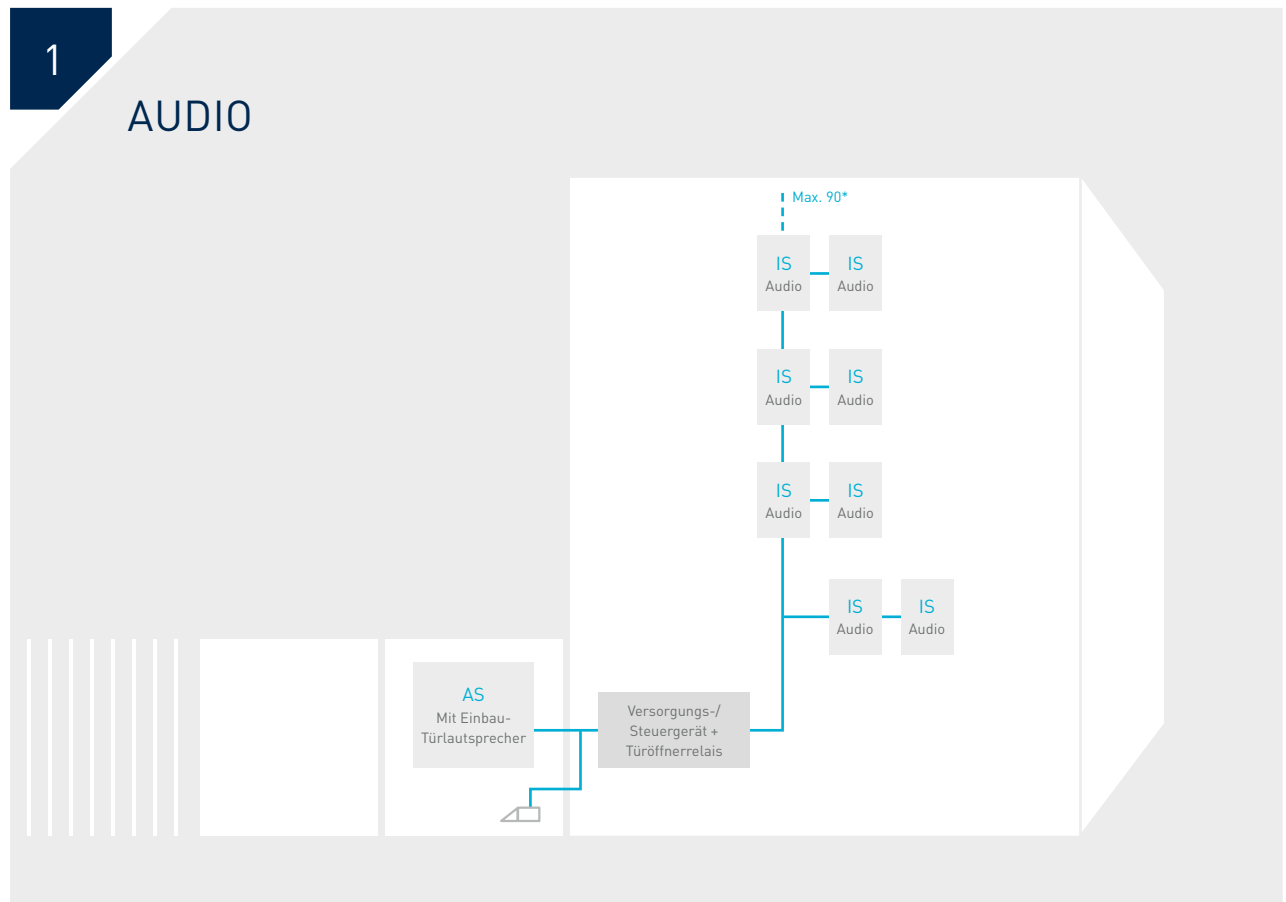 1
AUDIO
Max. 90*
IS IS
Audio Audio
IS IS
Audio Audio
IS IS
Audio Audio
IS IS
Audio Audio
AS
Mit Einbau-
Türlautsprecher
Versorgungs-/
Steuergerät +
Türöffnerrelais